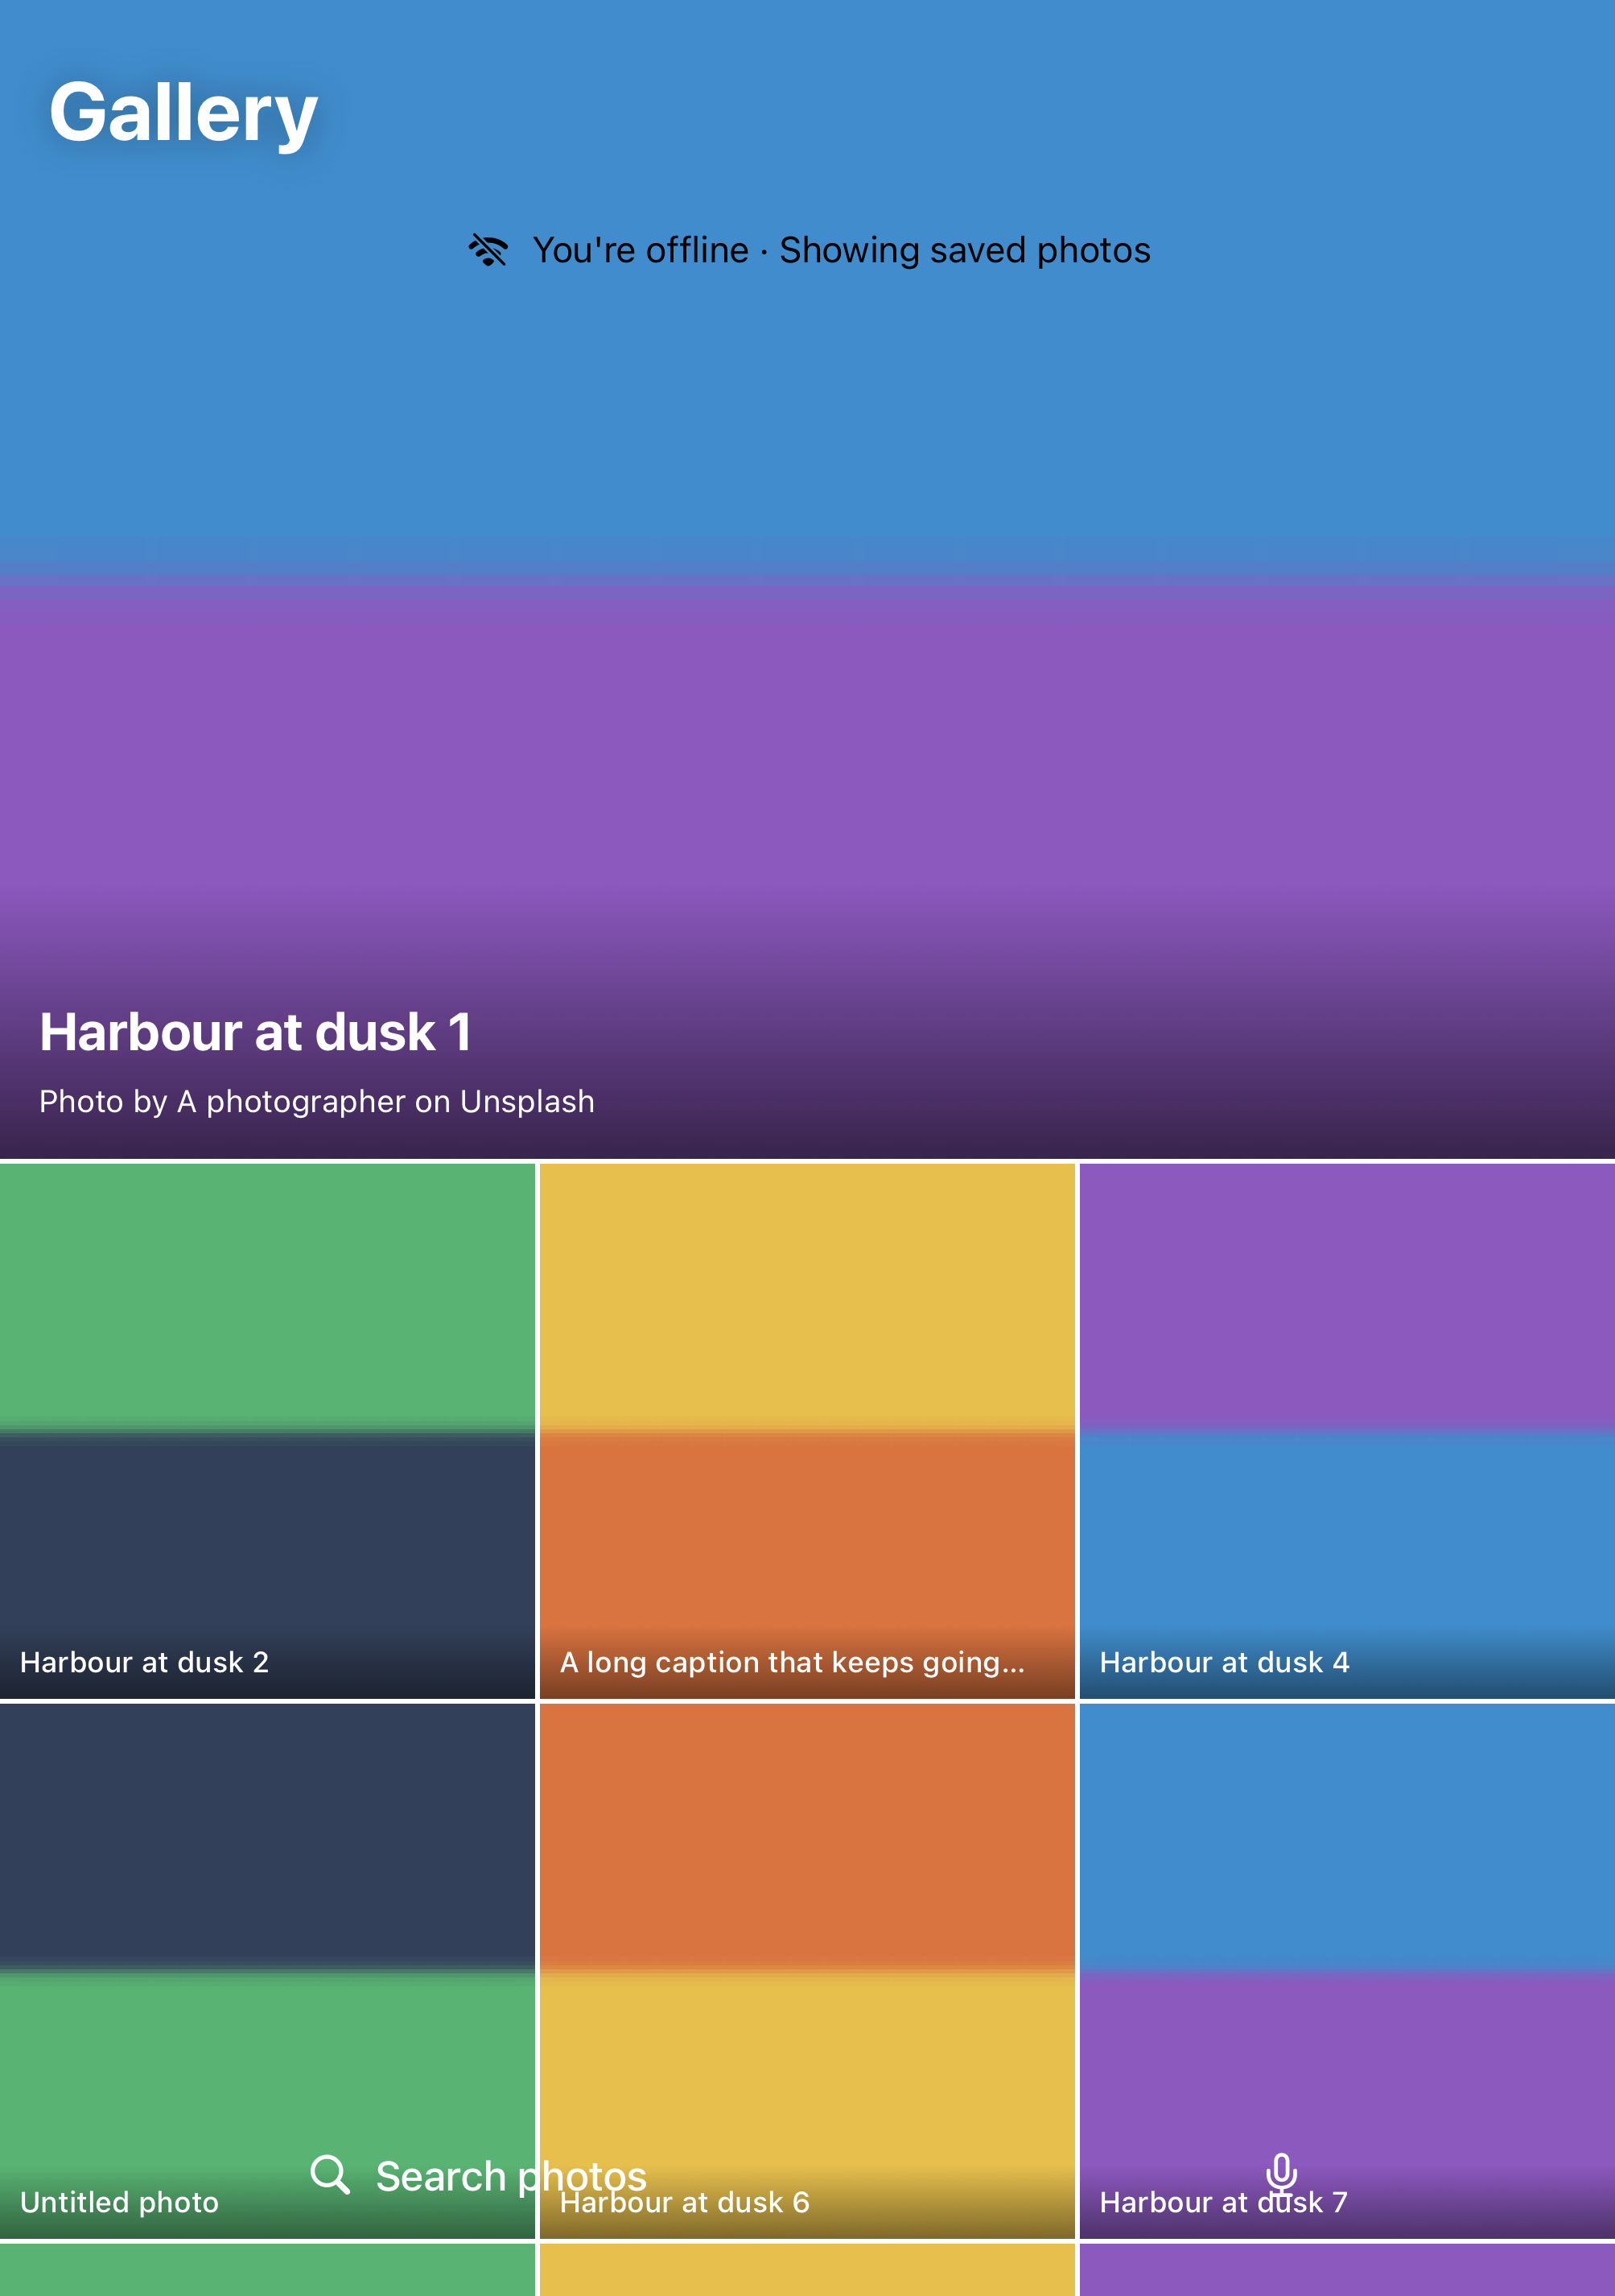 Gallery
You're offline · Showing saved photos
Harbour at dusk 1
Photo by A photographer on Unsplash
Harbour at dusk 2
A long caption that keeps going...
Harbour at dusk 4
Search photos
Untitled photo
Harbour at dusk 6
Harbour at dusk 7